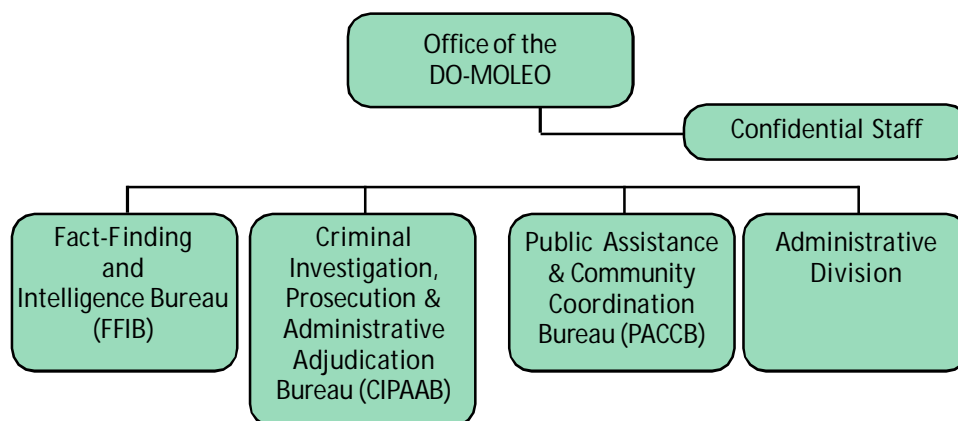 Office of the
DO-MOLEO
Confidential Staff
Fact-Finding
and
Intelligence Bureau
(FFIB)
Criminal
Investigation,
Prosecution &
Administrative
Adjudication
Bureau (CIPAAB)
Public Assistance
& Community
Coordination
Bureau (PACCB)
Administrative
Division